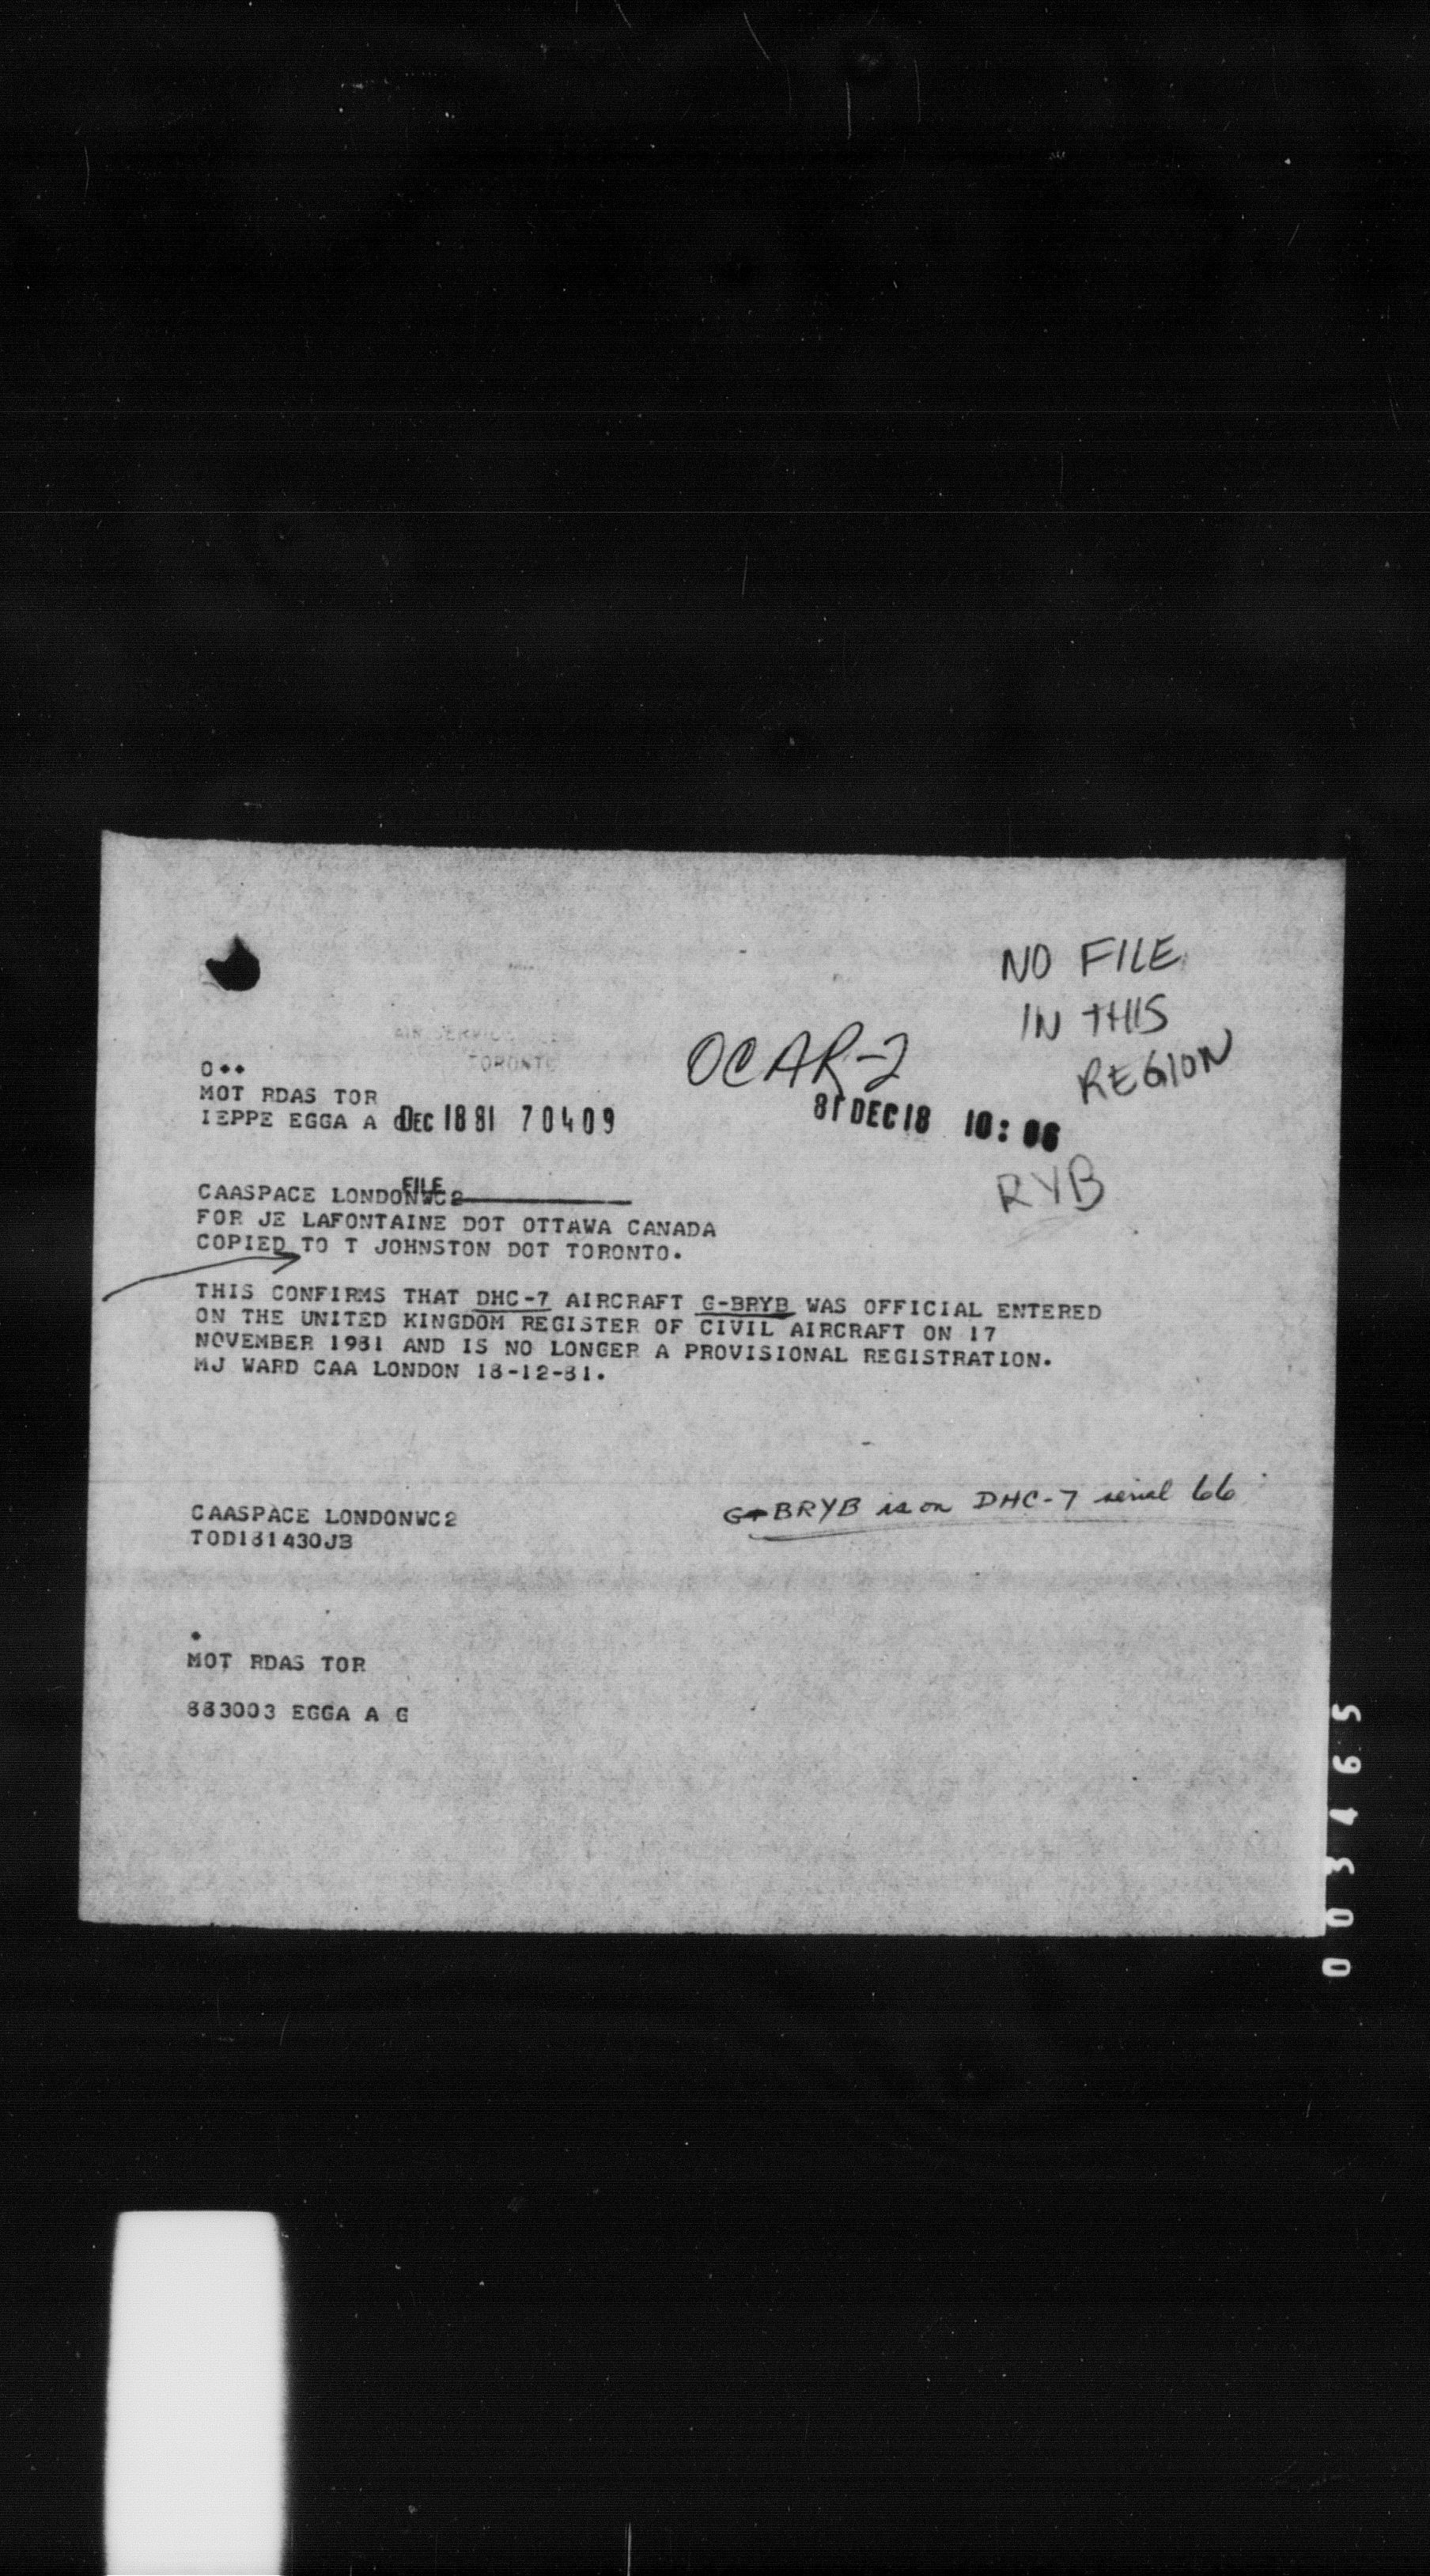 NO FILE
IN THIS
REGION
AIR SERVICES
TORONTO
OCAR-2
O••
MOT RDAS TOR
IEPPE EGGA A G
DEC 18 81 70409
81 DEC 18 10: 06
RYB
FILE
CAASPACE LONDONWC2
FOR JE LAFONTAINE DOT OTTAWA CANADA
COPIED TO T JOHNSTON DOT TORONTO.
THIS CONFIRMS THAT DHC-7 AIRCRAFT G-BRYB WAS OFFICIAL ENTERED
ON THE UNITED KINGDOM REGISTER OF CIVIL AIRCRAFT ON 17
NOVEMBER 1981 AND IS NO LONGER A PROVISIONAL REGISTRATION.
MJ WARD CAA LONDON 18-12-81.
G-BRYB is on DHC-7 serial 66
CAASPACE LONDONWC2
TOD181430JB
•
MOT RDAS TOR
883003 EGGA A G
003465